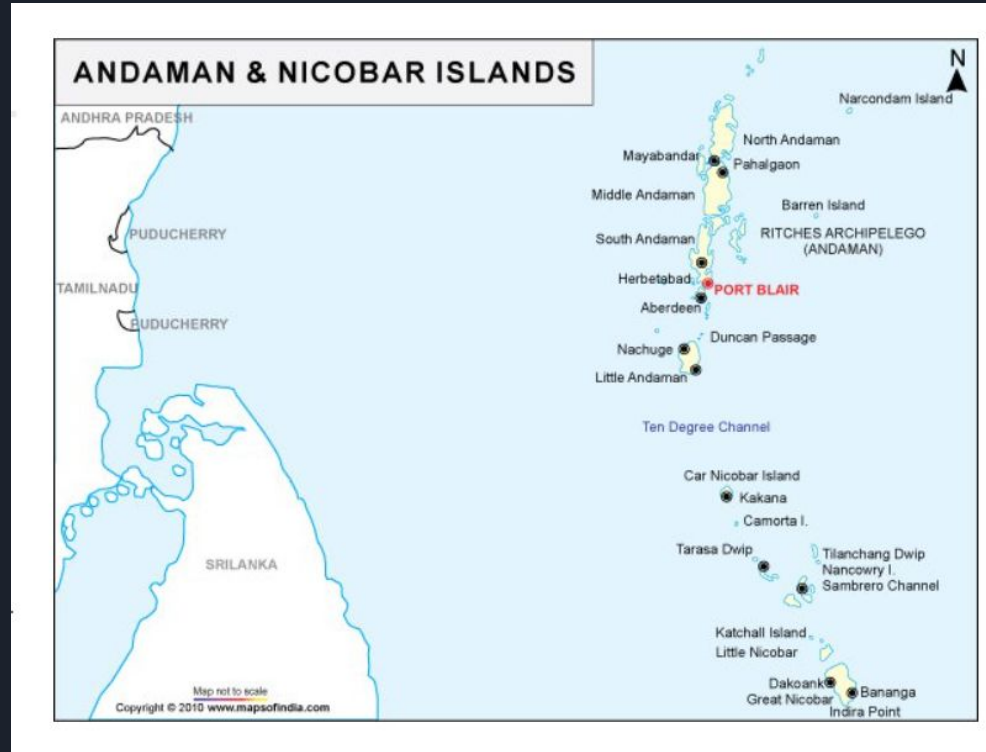 ANDAMAN & NICOBAR ISLANDS
N
ANDHRA PRADESH
Narcondam Island
North Andaman
Mayabandar
Pahalgaon
Middle Andaman
Barren Island
PUDUCHERRY
South Andaman
RITCHES ARCHIPELEGO
(ANDAMAN)
Herbetabad
TAMILNADU
PORT BLAIR
Aberdeen
PUDUCHERRY
Duncan Passage
Nachuge
Little Andaman
Ten Degree Channel
Car Nicobar Island
Kakana
Camorta I.
Tarasa Dwip
Tilanchang Dwip
Nancowry I.
Sambrero Channel
SRILANKA
Katchall Island
Little Nicobar
Dakoank
Great Nicobar
Bananga
Indira Point
Map not to scale
Copyright © 2010 www.mapsofindia.com